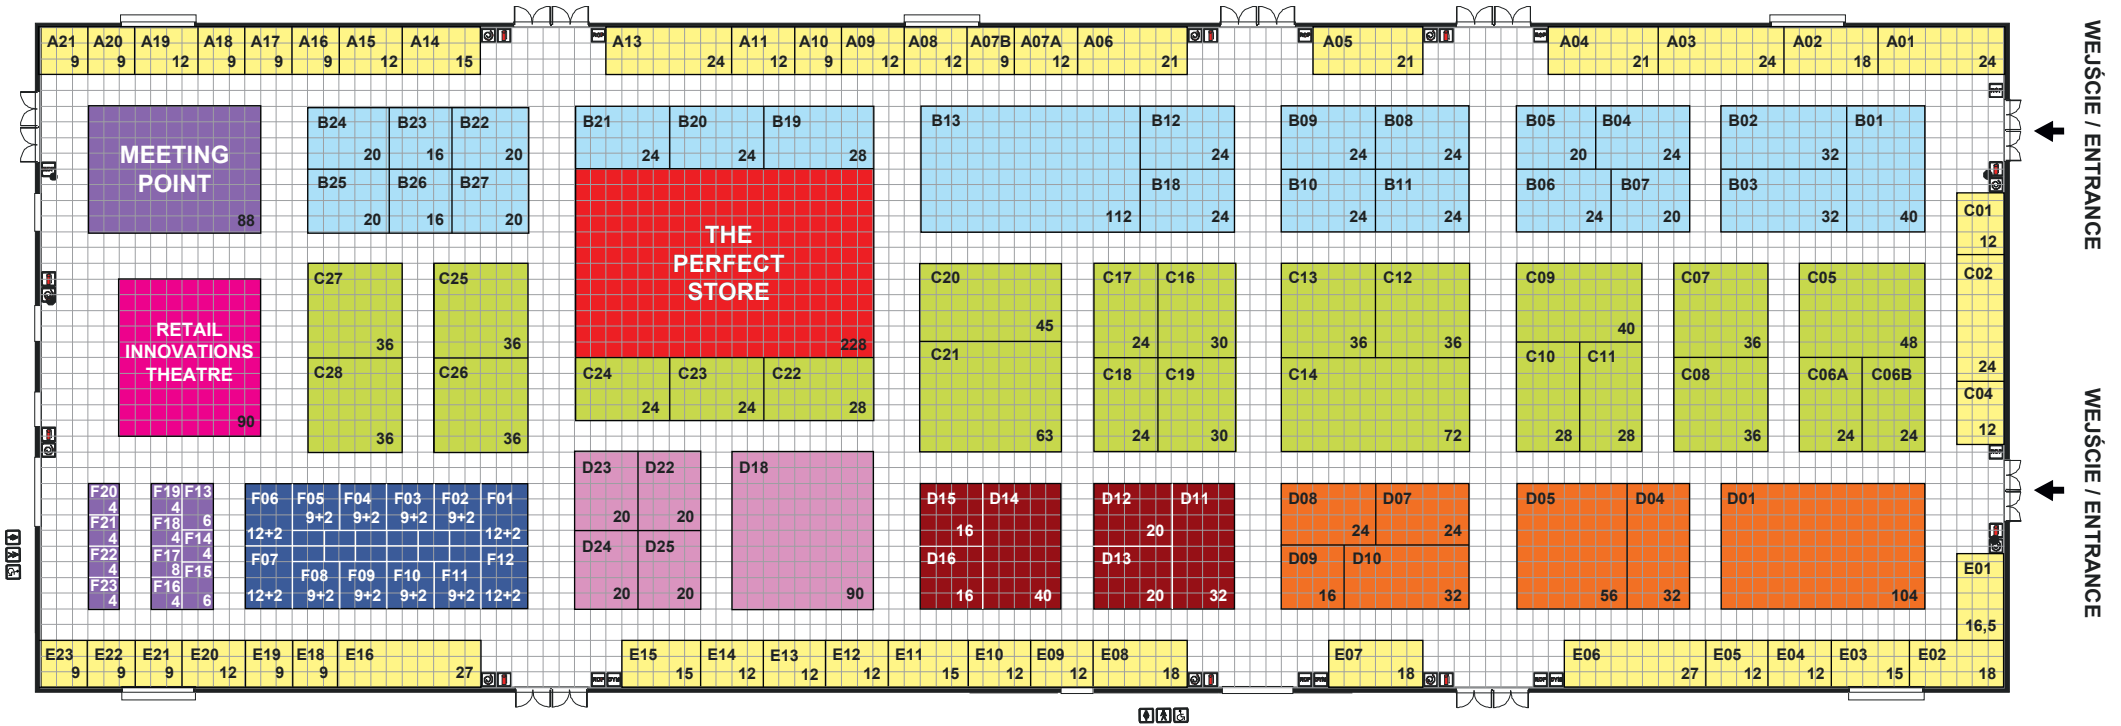 A21 A20 A19 A18 A17 A16 A15 A14 A13 A11 A10 A09 A08 A07B A07A A06 A05 A04 A03 A02 A01
9 9 12 9 9 9 12 15 24 12 9 12 12 9 12 21 21 21 24 18 24
WEJŚCIE / ENTRANCE
B24 B23 B22 B21 B20 B19 B13 B12 B09 B08 B05 B04 B02 B01
MEETING
POINT
88
20 16 20 24 24 28 24 24 24 20 24 32
B25 B26 B27 B18 B10 B11 B06 B07 B03
20 16 20 112 24 24 24 24 20 32 40
C01
12
THE
PERFECT
STORE
228
C27 C25 C20 C17 C16 C13 C12 C09 C07 C05 C02
RETAIL
INNOVATIONS
THEATRE
90
36 36 45 24 30 36 36 40 36 48
C28 C26 C24 C23 C22 C21 C18 C19 C14 C10 C11 C08 C06A C06B 24
24 24 28 C04
36 36 63 24 30 72 28 28 36 24 24 12
WEJŚCIE / ENTRANCE
D23 D22 D18
20 20
D24 D25
20 20 90
F20 F19 F13 F06 F05 F04 F03 F02 F01 D15 D14 D12 D11 D08 D07 D05 D04 D01
4 4 6 12+2 9+2 9+2 9+2 9+2 12+2 16 20 24 24
F21 F18 F14
4 4 4
F22 F17 F15 F07 F12 D16 D13 D09 D10 E01
4 8 6
F23 F16 F08 F09 F10 F11
4 4 12+2 9+2 9+2 9+2 9+2 12+2 16 40 20 32 16 32 56 32 104
16,5
E23 E22 E21 E20 E19 E18 E16 E15 E14 E13 E12 E11 E10 E09 E08 E07 E06 E05 E04 E03 E02
9 9 9 12 9 9 27 15 12 12 12 15 12 12 18 18 27 12 12 15 18